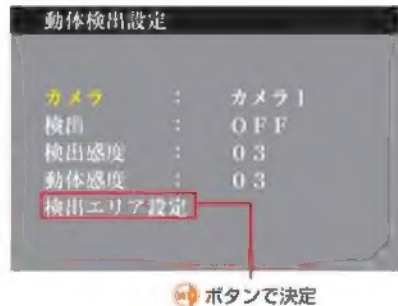 動体検出設定
カメラ : カメラ1
検出 : OFF
検出感度 : 03
動体感度 : 03
検出エリア設定
ボタンで決定